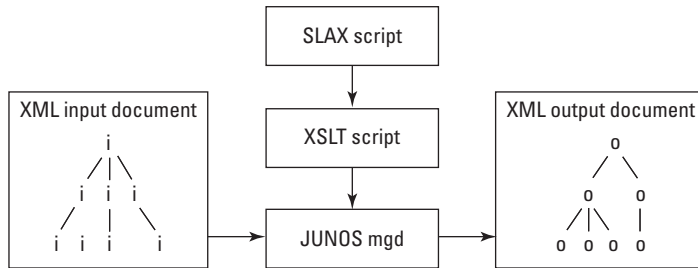 SLAX script
XML input document
XSLT script
XML output document
i
o
i i i
o o
i i i i
JUNOS mgd
o o o o